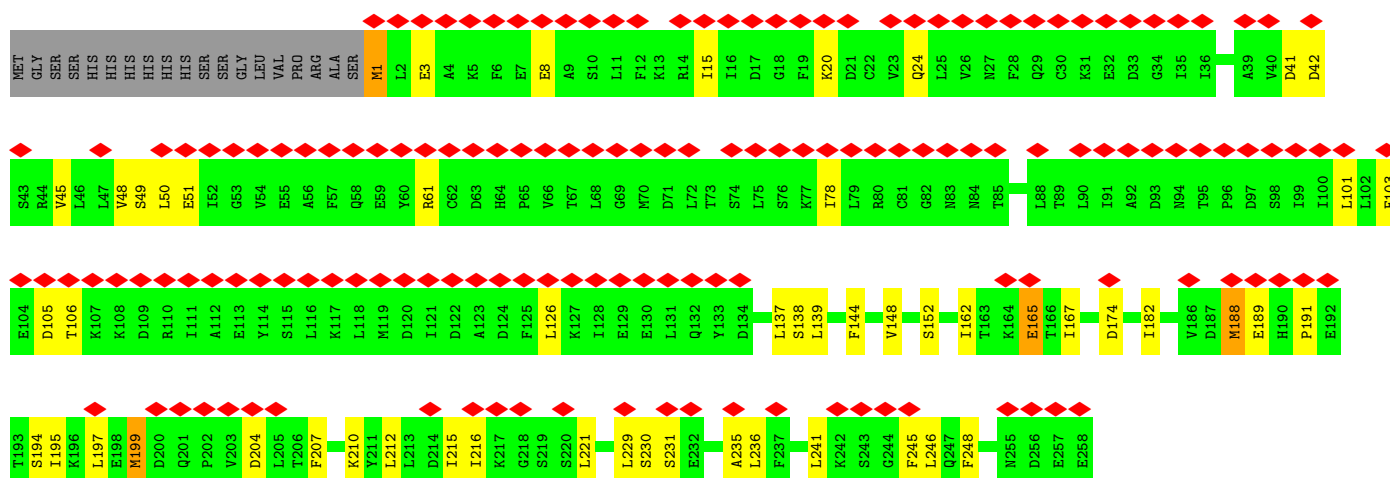 MET GLY SER SER HIS HIS HIS HIS HIS HIS SER SER GLY LEU VAL PRO ARG ALA SER M1 L2 E3 A4 K5 F6 E7 E8 A9 S10 L11 F12 K13 R14 I15 I16 D17 G18 F19 K20 D21 C22 V23 Q24 L25 V26 N27 F28 Q29 C30 K31 E32 D33 G34 I35 I36 A39 V40 D41 D42
S43 R44 V45 L46 L47 V48 S49 L50 E51 I52 G53 V54 E55 A56 F57 Q58 E59 Y60 R61 C62 D63 H64 P65 V66 T67 L68 G69 M70 D71 L72 T73 S74 L75 S76 K77 I78 L79 R80 C81 G82 N83 N84 T85 L88 T89 L90 I91 A92 D93 N94 T95 P96 D97 S98 I99 I100 L101 L102 F103
E104 D105 T106 K107 K108 D109 R110 I111 A112 E113 Y114 S115 L116 K117 L118 M119 D120 I121 D122 A123 D124 F125 L126 K127 I128 E129 E130 L131 Q132 Y133 D134 L137 S138 L139 F144 V148 S152 I162 T163 K164 E165 T166 I167 D174 I182 V186 D187 M188 E189 H190 P191 E192
T193 S194 I195 K196 L197 E198 M199 D200 Q201 P202 V203 D204 L205 T206 F207 K210 Y211 L212 L213 D214 I215 I216 K217 G218 S219 S220 L221 L229 S230 S231 E232 A235 L236 F237 L241 K242 S243 G244 F245 L246 Q247 F248 N255 D256 E257 E258